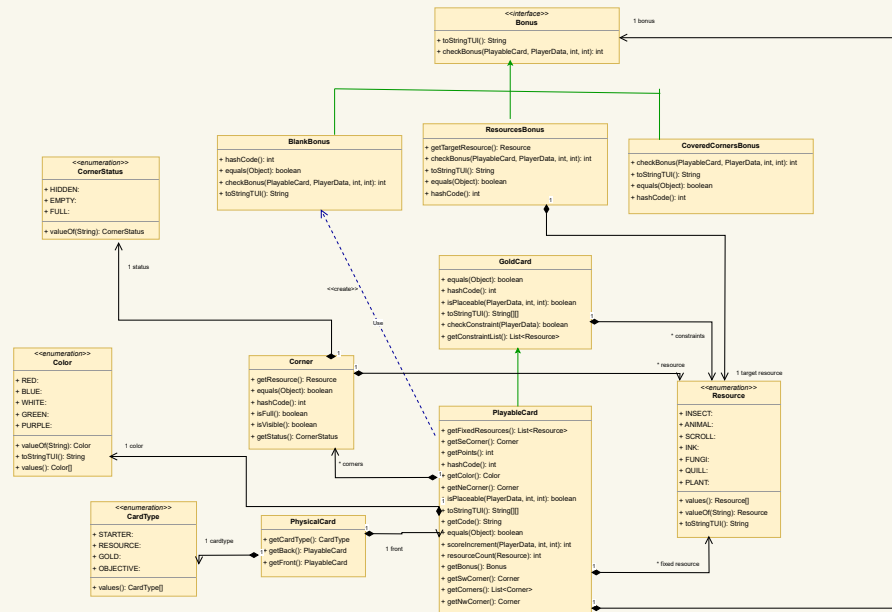 <<interface>>
Bonus
+ toStringTUI(): String
+ checkBonus(PlayableCard, PlayerData, int, int): int
1 bonus
BlankBonus
+ hashCode(): int
+ equals(Object): boolean
+ checkBonus(PlayableCard, PlayerData, int, int): int
+ toStringTUI(): String
ResourcesBonus
+ getTargetResource(): Resource
+ checkBonus(PlayableCard, PlayerData, int, int): int
+ toStringTUI(): String
+ equals(Object): boolean
+ hashCode(): int
1
CoveredCornersBonus
+ checkBonus(PlayableCard, PlayerData, int, int): int
+ toStringTUI(): String
+ equals(Object): boolean
+ hashCode(): int
<<enumeration>>
CornerStatus
+ HIDDEN:
+ EMPTY:
+ FULL:
+ valueOf(String): CornerStatus
1 status
<<create>>
Use
GoldCard
+ equals(Object): boolean
+ hashCode(): int
+ isPlaceable(PlayerData, int, int): boolean
+ toStringTUI(): String[][]
+ checkConstraint(PlayerData): boolean
+ getConstraintList(): List<Resource>
1
* constraints
* resource
1 target resource
<<enumeration>>
Color
+ RED:
+ BLUE:
+ WHITE:
+ GREEN:
+ PURPLE:
+ valueOf(String): Color
+ toStringTUI(): String
+ values(): Color[]
1 color
1
Corner
+ getResource(): Resource
+ equals(Object): boolean
+ hashCode(): int
+ isFull(): boolean
+ isVisible(): boolean
+ getStatus(): CornerStatus
1
* corners
<<enumeration>>
Resource
+ INSECT:
+ ANIMAL:
+ SCROLL:
+ INK:
+ FUNGI:
+ QUILL:
+ PLANT:
+ values(): Resource[]
+ valueOf(String): Resource
+ toStringTUI(): String
PlayableCard
+ getFixedResources(): List<Resource>
+ getSeCorner(): Corner
+ getPoints(): int
+ hashCode(): int
+ getColor(): Color
+ getNeCorner(): Corner
isPlaceable(PlayerData, int, int): boolean
+ toStringTUI(): String[][]
+ getCode(): String
+ equals(Object): boolean
+ scoreIncrement(PlayerData, int, int): int
+ resourceCount(Resource): int
+ getBonus(): Bonus
+ getSwCorner(): Corner
+ getCorners(): List<Corner>
+ getNwCorner(): Corner
1
1
1
1
* fixed resource
<<enumeration>>
CardType
+ STARTER:
+ RESOURCE:
+ GOLD:
+ OBJECTIVE:
+ values(): CardType[]
1 cardtype
1
PhysicalCard
+ getCardType(): CardType
+ getBack(): PlayableCard
+ getFront(): PlayableCard
1
1 front